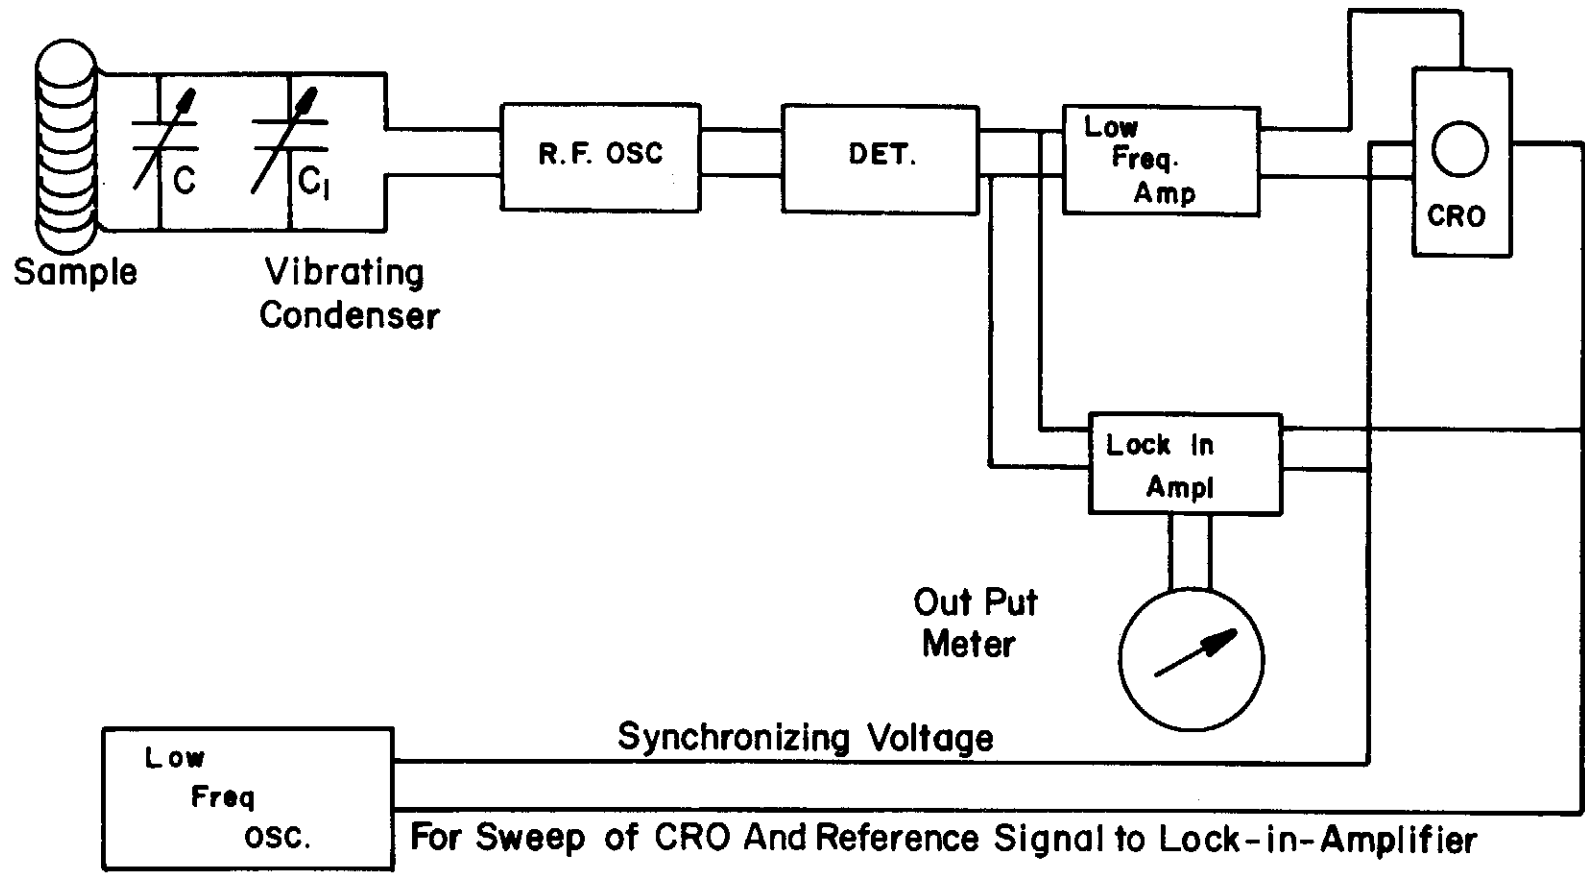 C
C1
R.F. OSC
DET.
Low
Freq.
Amp
CRO
Sample
Vibrating
Condenser
Lock In
Ampl
Out Put
Meter
Synchronizing Voltage
Low
Freq
OSC.
For Sweep of CRO And Reference Signal to Lock-in-Amplifier